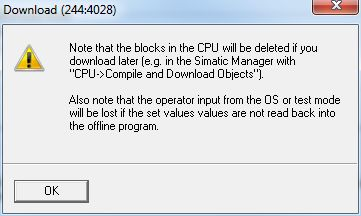 Download (244:4028)
Note that the blocks in the CPU will be deleted if you
download later (e.g. in the Simatic Manager with
"CPU->Compile and Download Objects").
Also note that the operator input from the OS or test mode
will be lost if the set values values are not read back into
the offline program.
OK